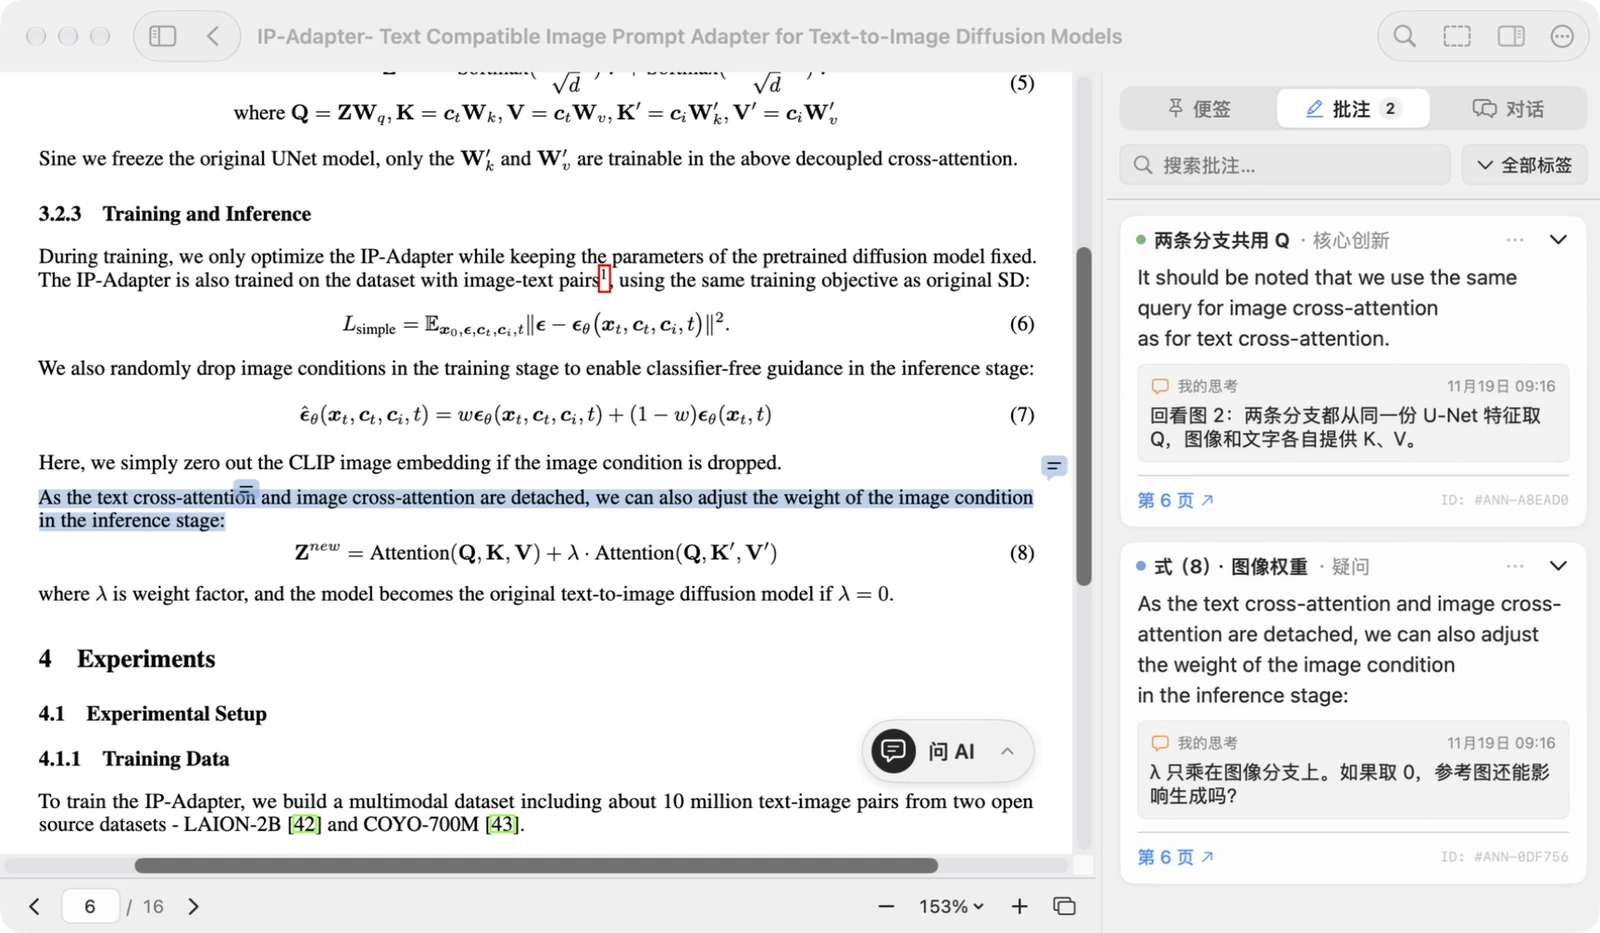 IP-Adapter- Text Compatible Image Prompt Adapter for Text-to-Image Diffusion Models
√d √d (5)
where Q = ZW_q, K = c_tW_k, V = c_tW_v, K′ = c_iW′_k, V′ = c_iW′_v
Sine we freeze the original UNet model, only the W′_k and W′_v are trainable in the above decoupled cross-attention.
3.2.3 Training and Inference
During training, we only optimize the IP-Adapter while keeping the parameters of the pretrained diffusion model fixed.
The IP-Adapter is also trained on the dataset with image-text pairs¹, using the same training objective as original SD:
L_simple = 𝔼_{x_0,ϵ,c_t,c_i,t}‖ϵ − ϵ_θ(x_t, c_t, c_i, t)‖². (6)
We also randomly drop image conditions in the training stage to enable classifier-free guidance in the inference stage:
ϵ̂_θ(x_t, c_t, c_i, t) = wϵ_θ(x_t, c_t, c_i, t) + (1 − w)ϵ_θ(x_t, t) (7)
Here, we simply zero out the CLIP image embedding if the image condition is dropped.
As the text cross-attention and image cross-attention are detached, we can also adjust the weight of the image condition
in the inference stage:
Z^new = Attention(Q, K, V) + λ · Attention(Q, K′, V′) (8)
where λ is weight factor, and the model becomes the original text-to-image diffusion model if λ = 0.
4 Experiments
4.1 Experimental Setup
4.1.1 Training Data
To train the IP-Adapter, we build a multimodal dataset including about 10 million text-image pairs from two open
source datasets - LAION-2B [42] and COYO-700M [43].
问 AI
6 / 16
153%
便签 批注 2 对话
搜索批注... 全部标签
两条分支共用 Q · 核心创新
It should be noted that we use the same
query for image cross-attention
as for text cross-attention.
我的思考 11月19日 09:16
回看图 2：两条分支都从同一份 U-Net 特征取
Q，图像和文字各自提供 K、V。
第 6 页 ID: #ANN-A8EAD0
式（8）· 图像权重 · 疑问
As the text cross-attention and image cross-
attention are detached, we can also adjust
the weight of the image condition
in the inference stage:
我的思考 11月19日 09:16
λ 只乘在图像分支上。如果取 0，参考图还能影
响生成吗？
第 6 页 ID: #ANN-0DF756